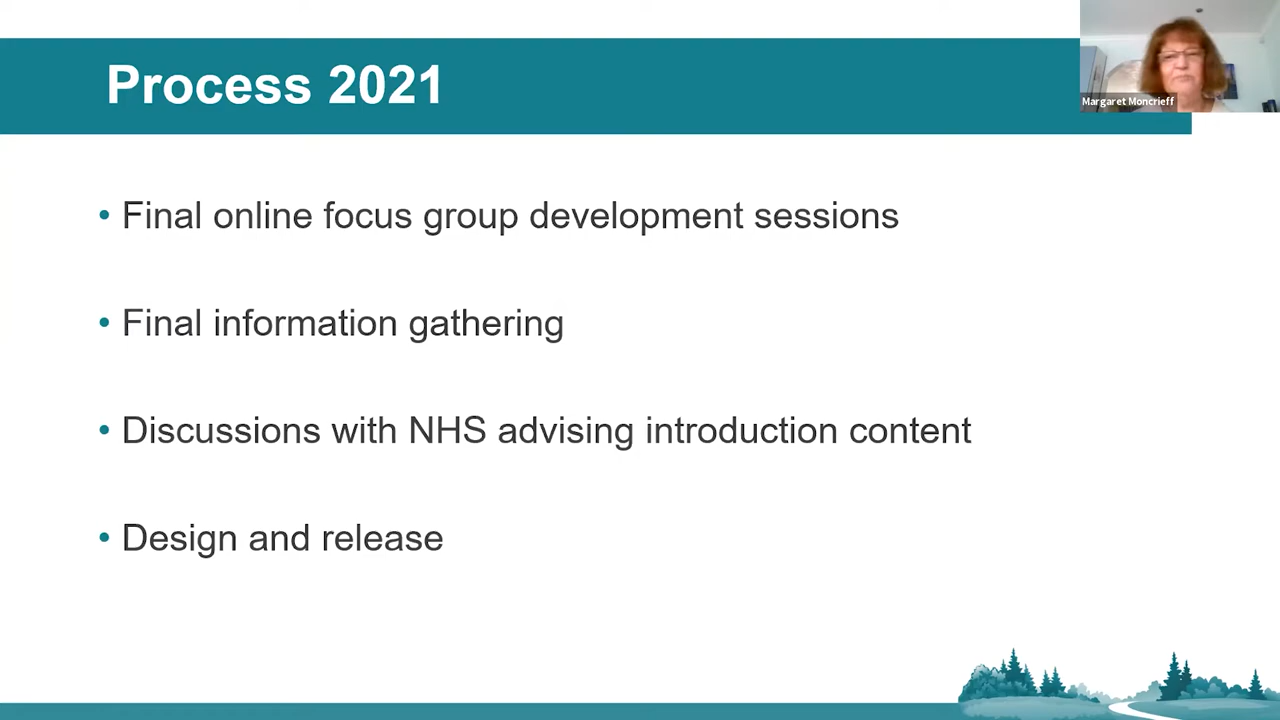 Process 2021
Margaret Moncrieff
• Final online focus group development sessions
• Final information gathering
• Discussions with NHS advising introduction content
• Design and release